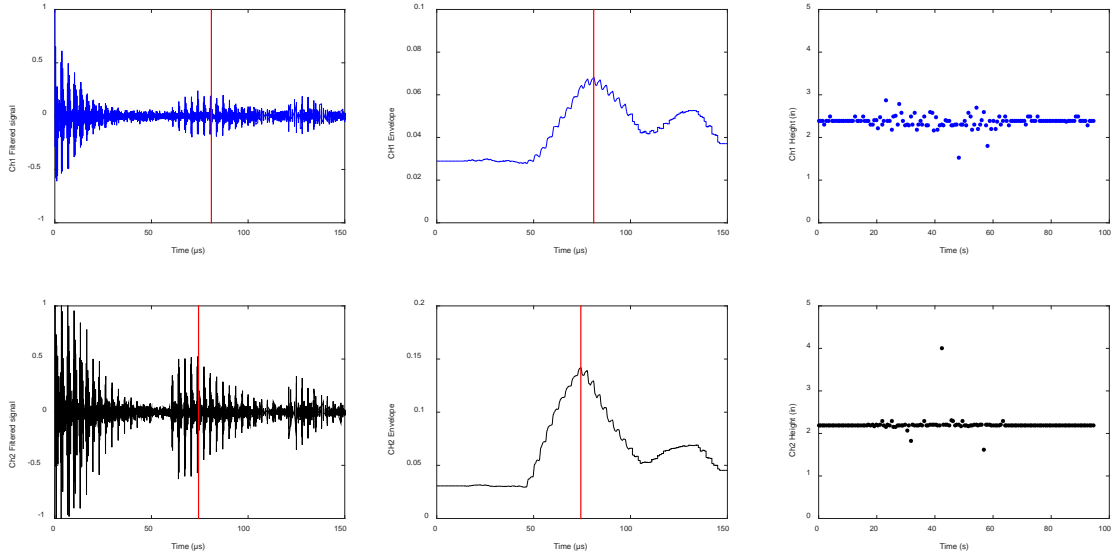 1
0.5
0
-0.5
-1
Ch1 Filtered signal
0 50 100 150
Time (µs)
0.1
0.08
0.06
0.04
0.02
0
CH1 Envelope
0 50 100 150
Time (µs)
5
4
3
2
1
0
Ch1 Height (in)
0 20 40 60 80 100
Time (s)
1
0.5
0
-0.5
-1
Ch2 Filtered signal
0 50 100 150
Time (µs)
0.2
0.15
0.1
0.05
0
CH2 Envelope
0 50 100 150
Time (µs)
5
4
3
2
1
0
Ch2 Height (in)
0 20 40 60 80 100
Time (s)